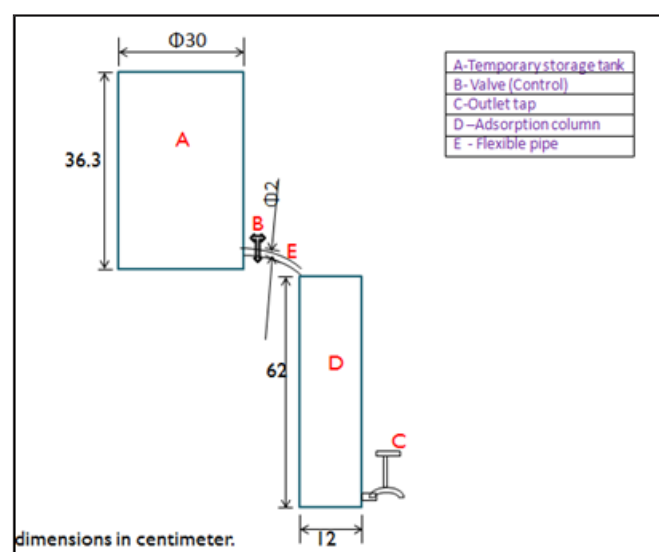 Φ30
A-Temporary storage tank
B- Valve (Control)
C-Outlet tap
D –Adsorption column
E - Flexible pipe
A
36.3
Φ2
B
E
D
62
C
dimensions in centimeter.
12